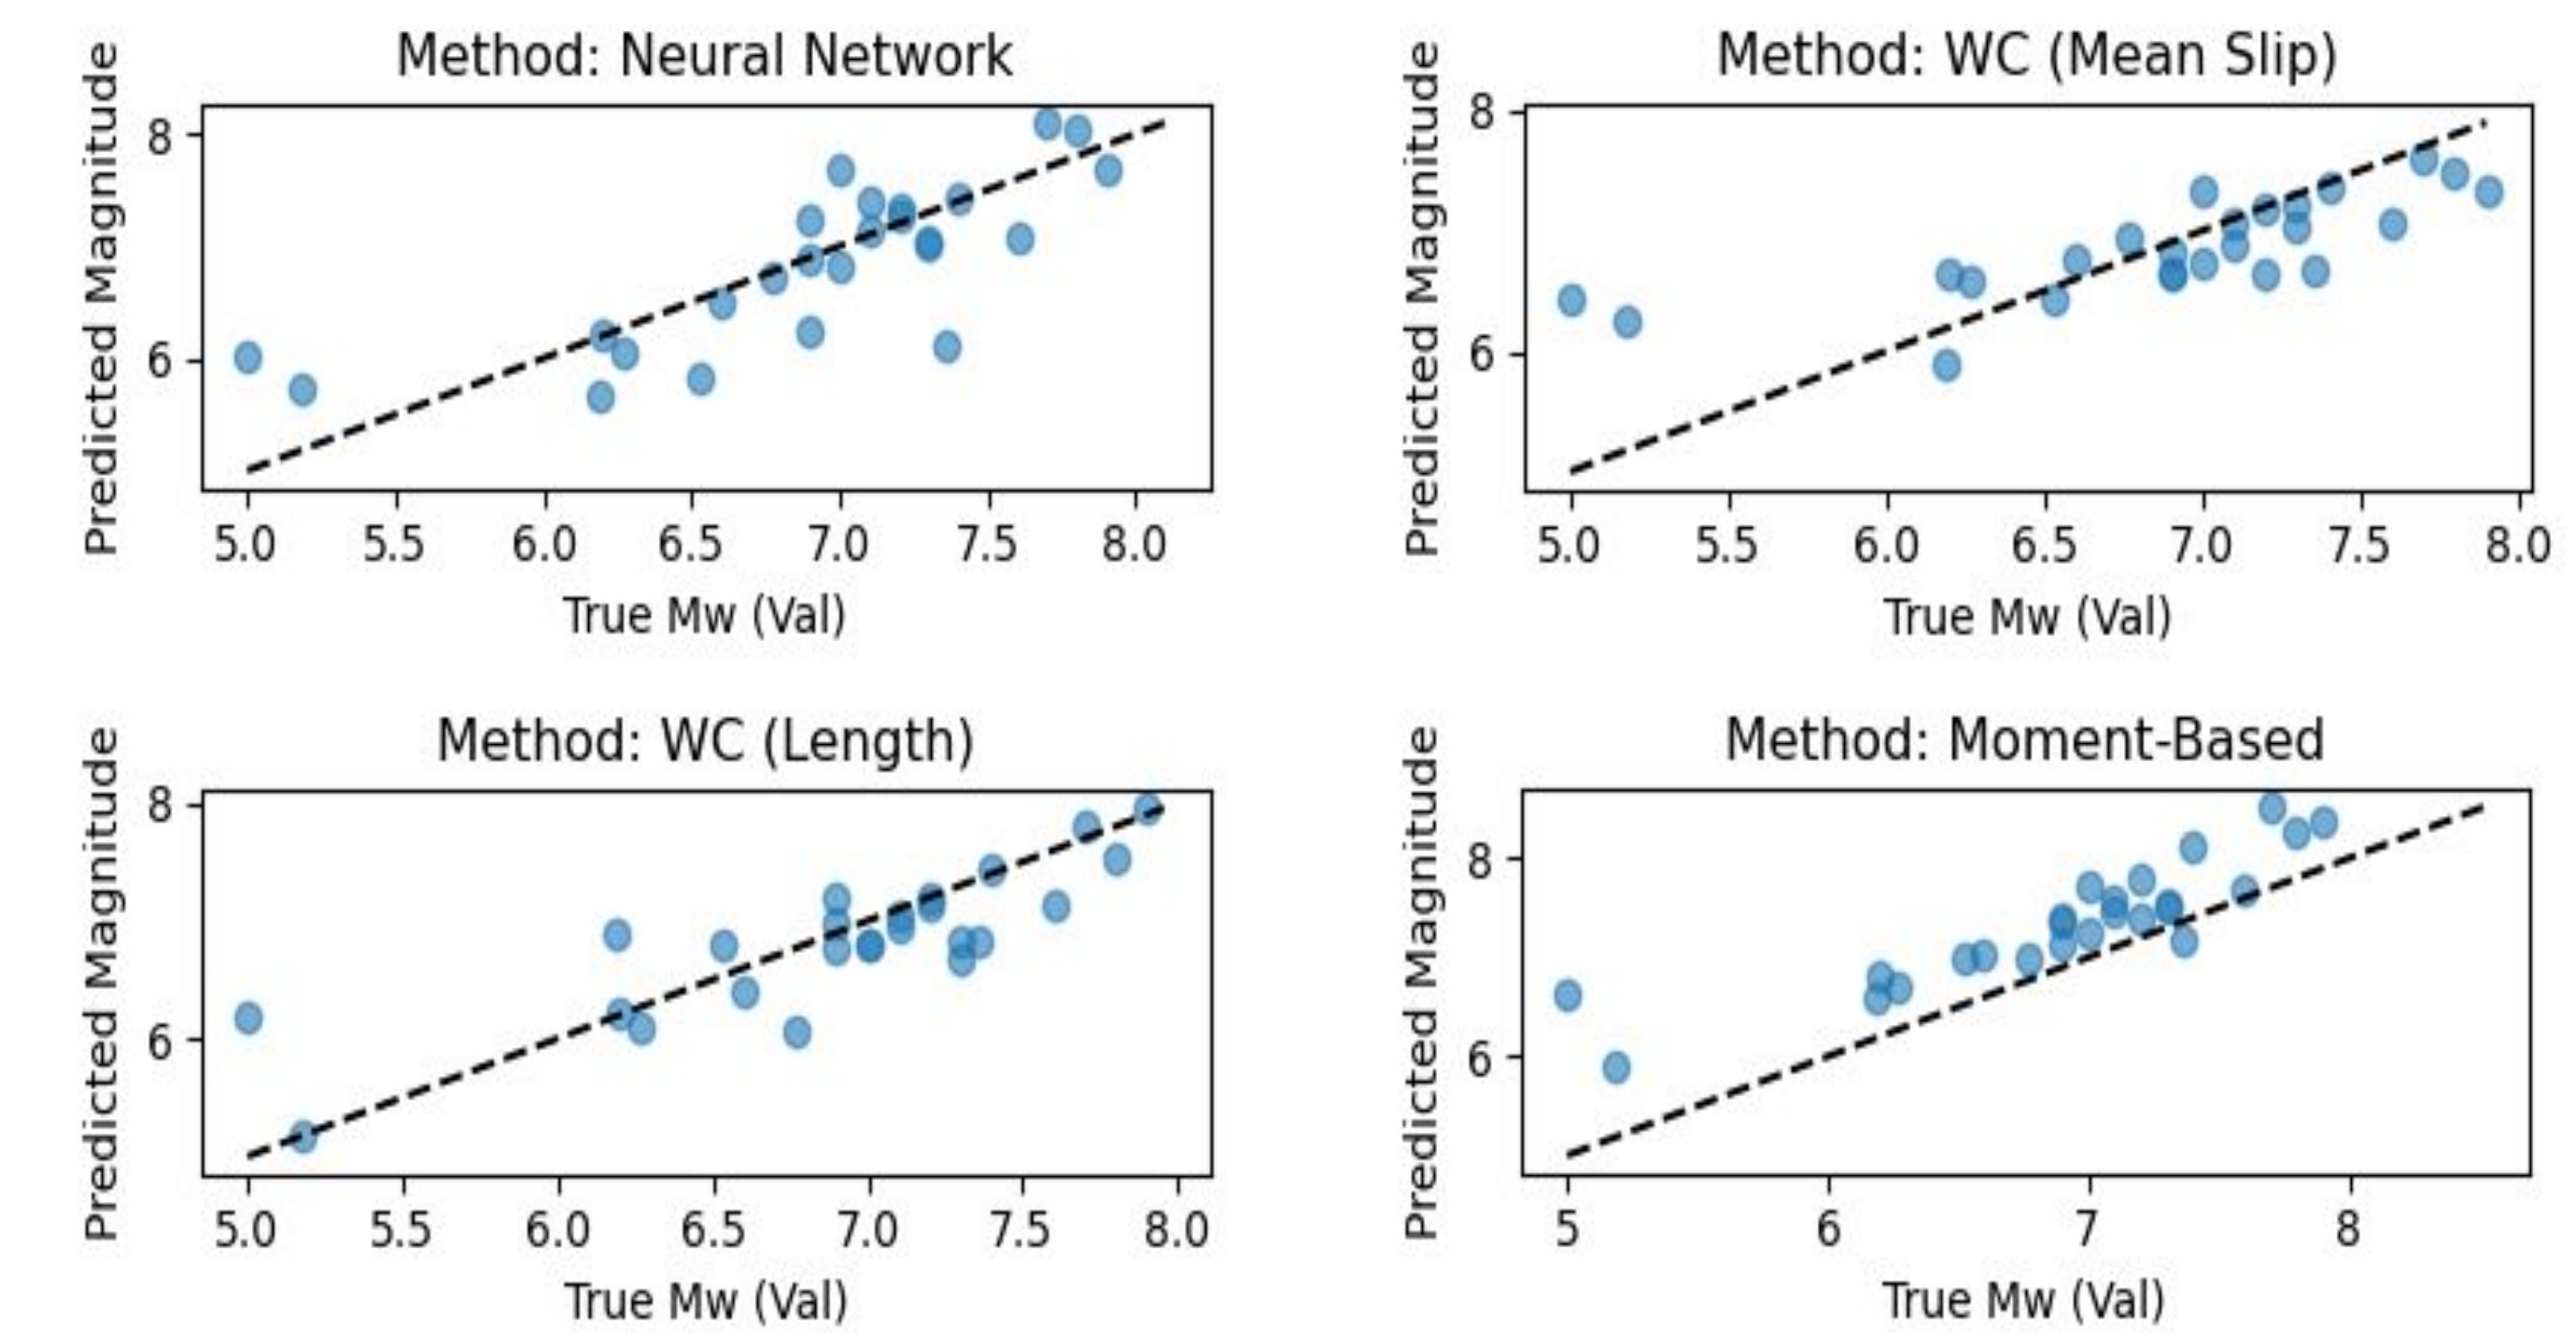 Method: Neural Network
Predicted Magnitude
8
6
5.0 5.5 6.0 6.5 7.0 7.5 8.0
True Mw (Val)
Method: WC (Mean Slip)
Predicted Magnitude
8
6
5.0 5.5 6.0 6.5 7.0 7.5 8.0
True Mw (Val)
Method: WC (Length)
Predicted Magnitude
8
6
5.0 5.5 6.0 6.5 7.0 7.5 8.0
True Mw (Val)
Method: Moment-Based
Predicted Magnitude
8
6
5 6 7 8
True Mw (Val)